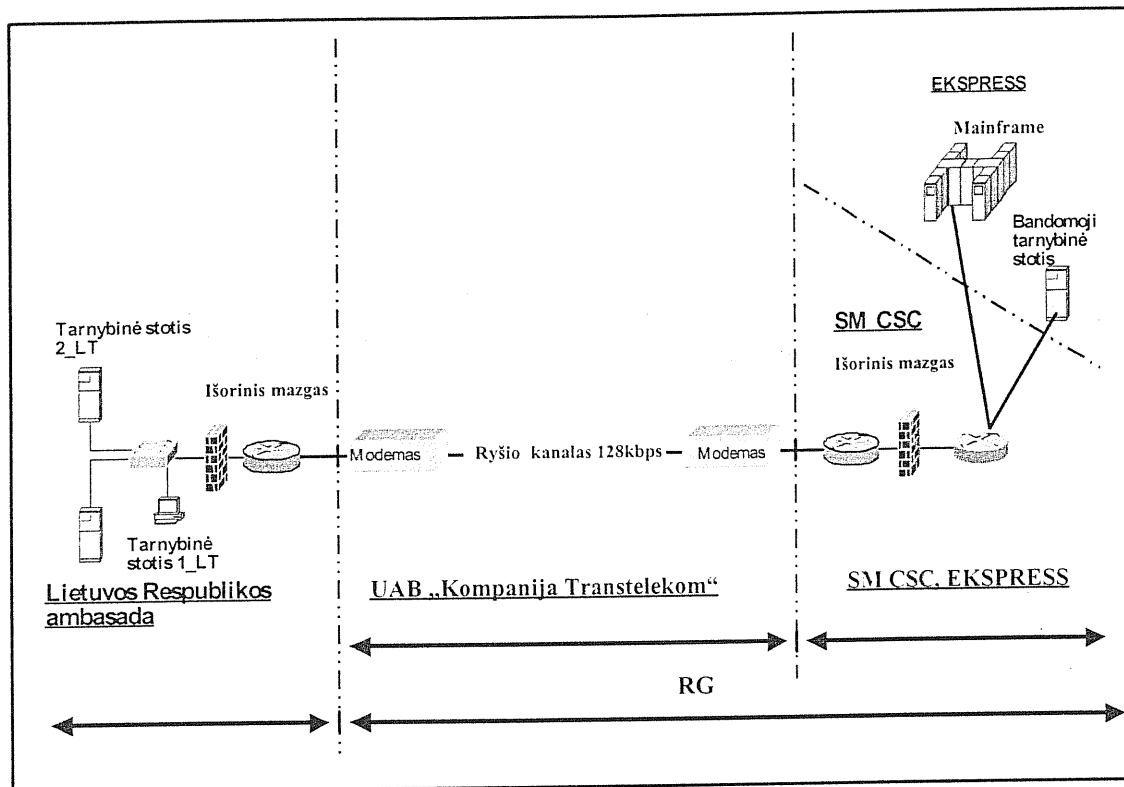 EKSPRESS
Mainframe
Bandomoji
tarnybinė
stotis
SM CSC
Išorinis mazgas
Tarnybinė stotis
2_LT
Išorinis mazgas
Modemas
Ryšio kanalas 128kbps
Modemas
Tarnybinė
stotis 1_LT
Lietuvos Respublikos
ambasada
UAB „Kompanija Transtelekom“
SM CSC, EKSPRESS
RG